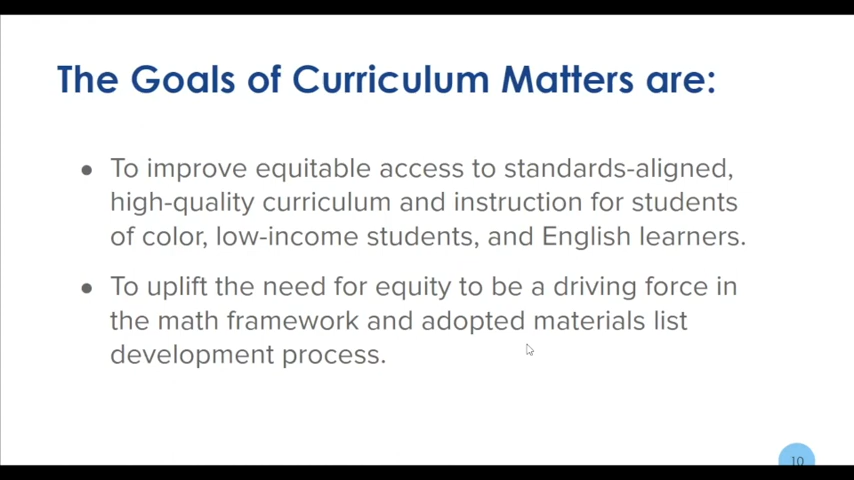 The Goals of Curriculum Matters are:
● To improve equitable access to standards-aligned,
high-quality curriculum and instruction for students
of color, low-income students, and English learners.
● To uplift the need for equity to be a driving force in
the math framework and adopted materials list
development process.
10